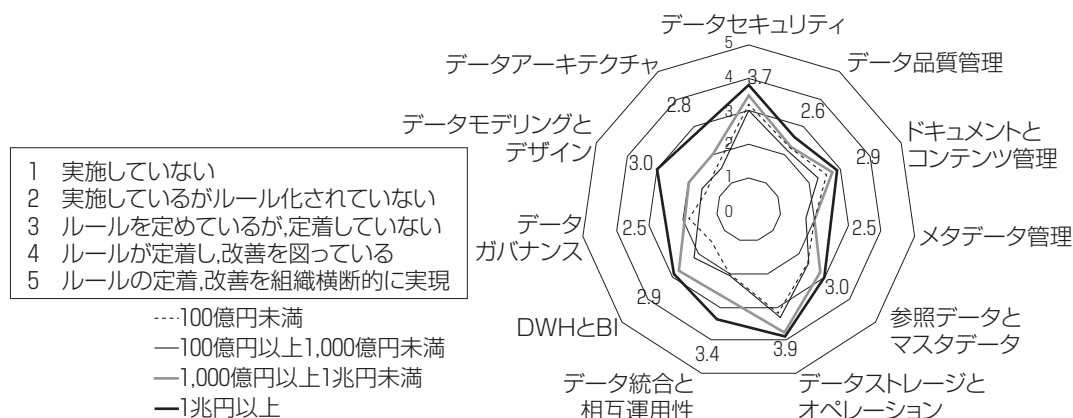 データセキュリティ
データアーキテクチャ
データ品質管理
データモデリングと
デザイン
ドキュメントと
コンテンツ管理
データ
ガバナンス
メタデータ管理
DWHとBI
参照データと
マスタデータ
データ統合と
相互運用性
データストレージと
オペレーション
5
4
3
2
1
0
3.7
2.6
2.9
2.5
3.0
3.9
3.4
2.9
2.5
3.0
2.8
1 実施していない
2 実施しているがルール化されていない
3 ルールを定めているが,定着していない
4 ルールが定着し,改善を図っている
5 ルールの定着,改善を組織横断的に実現
100億円未満
100億円以上1,000億円未満
1,000億円以上1兆円未満
1兆円以上